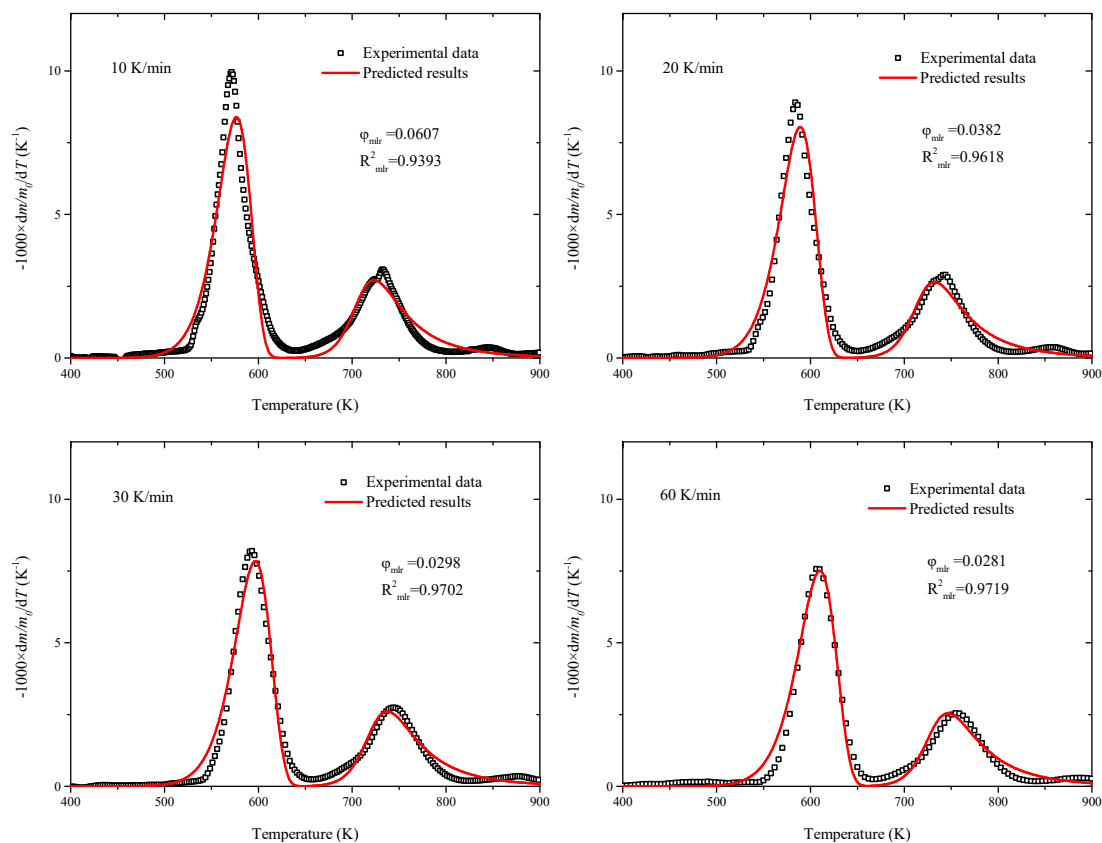 10 K/min
Experimental data
Predicted results
φmlr =0.0607
R²mlr=0.9393
10
5
0
400 500 600 700 800 900
Temperature (K)
-1000×dm/m0/dT (K⁻¹)
20 K/min
Experimental data
Predicted results
φmlr =0.0382
R²mlr=0.9618
10
5
0
400 500 600 700 800 900
Temperature (K)
-1000×dm/m0/dT (K⁻¹)
30 K/min
Experimental data
Predicted results
φmlr =0.0298
R²mlr=0.9702
10
5
0
400 500 600 700 800 900
Temperature (K)
-1000×dm/m0/dT (K⁻¹)
60 K/min
Experimental data
Predicted results
φmlr =0.0281
R²mlr=0.9719
10
5
0
400 500 600 700 800 900
Temperature (K)
-1000×dm/m0/dT (K⁻¹)